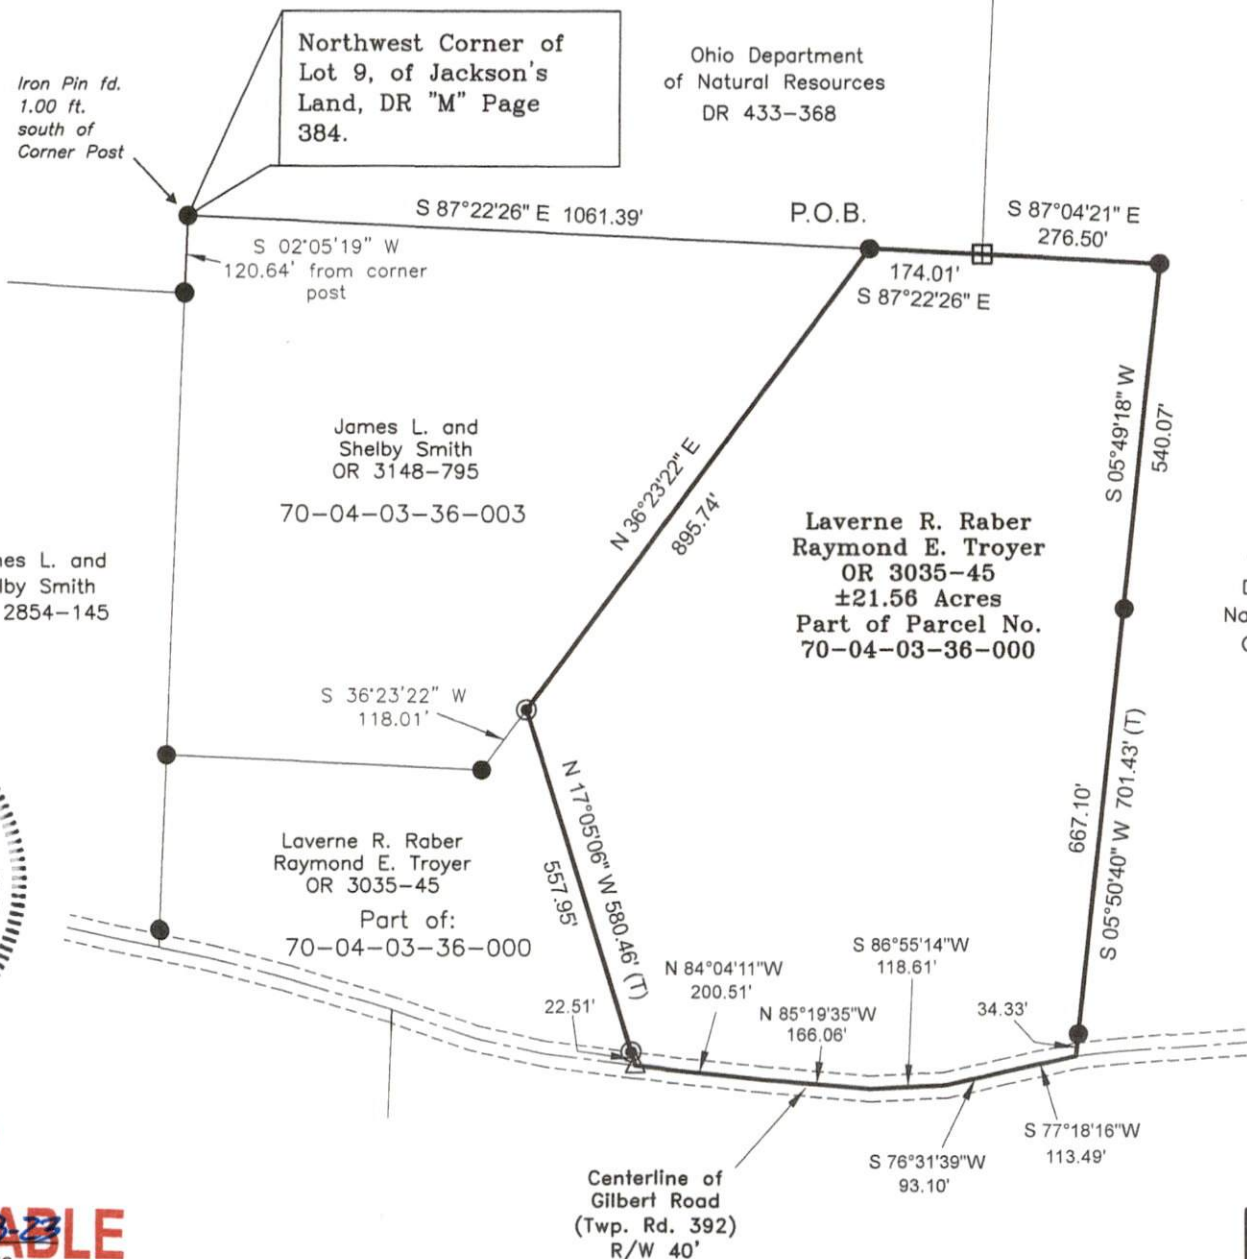 Northwest Corner of
Lot 9, of Jackson's
Land, DR "M" Page
384.
Ohio Department
of Natural Resources
DR 433-368
Iron Pin fd.
1.00 ft.
south of
Corner Post
S 87°22'26" E 1061.39'
P.O.B.
S 87°04'21" E
276.50'
174.01'
S 87°22'26" E
S 02°05'19" W
120.64' from corner
post
James L. and
Shelby Smith
OR 3148-795
70-04-03-36-003
N 36°23'22" E
895.74'
S 05°49'18" W
540.07'
Laverne R. Raber
Raymond E. Troyer
OR 3035-45
±21.56 Acres
Part of Parcel No.
70-04-03-36-000
L. and
Smith
2854-145
S 36°23'22" W
118.01'
N 17°05'06" W 580.46' (T)
557.95'
667.10'
S 05°50'40" W 701.43' (T)
Laverne R. Raber
Raymond E. Troyer
OR 3035-45
Part of:
70-04-03-36-000
22.51'
N 84°04'11"W
200.51'
N 85°19'35"W
166.06'
S 86°55'14"W
118.61'
34.33'
S 76°31'39"W
93.10'
S 77°18'16"W
113.49'
Centerline of
Gilbert Road
(Twp. Rd. 392)
R/W 40'